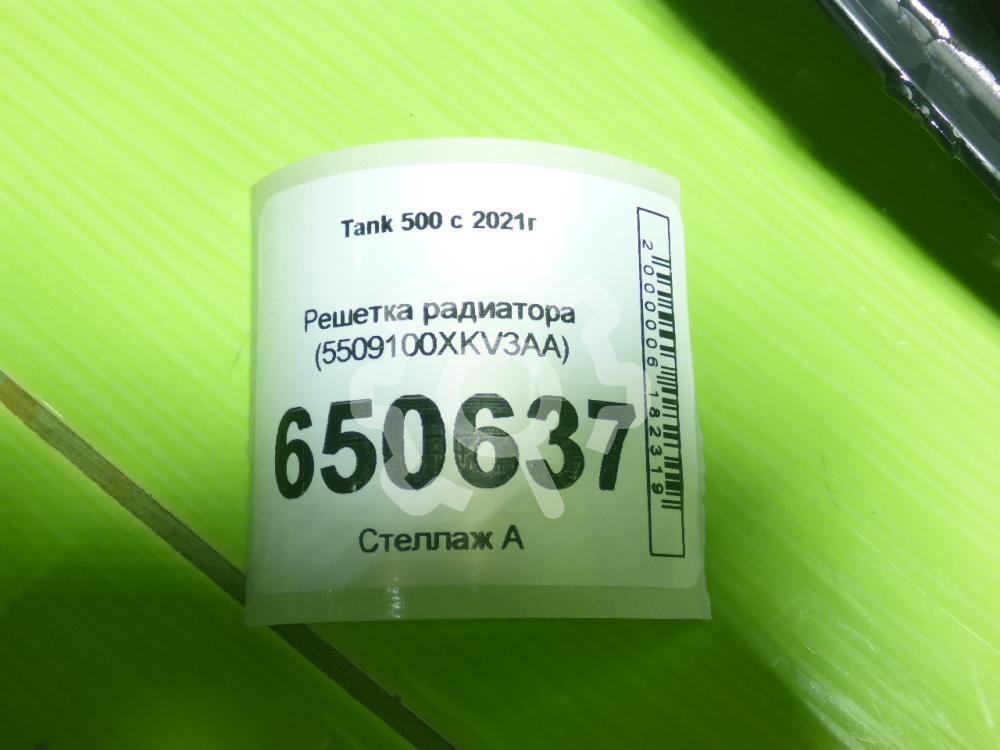 Tank 500 с 2021г
Решетка радиатора
(5509100XKV3AA)
650637
Стеллаж А
2000006182319